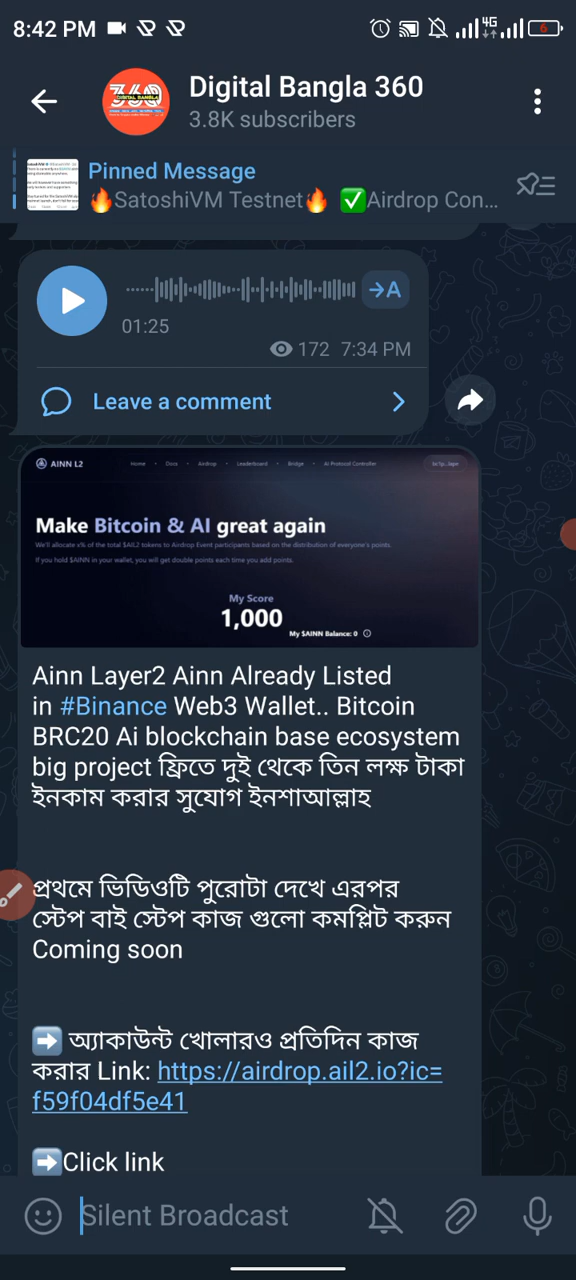 8:42 PM
4G
6
360
Digital Bangla 360
3.8K subscribers
Pinned Message
🔥SatoshiVM Testnet🔥 ✅Airdrop Con...
→A
01:25
172 7:34 PM
Leave a comment
AINN L2
Home • Docs • Airdrop • Leaderboard • Bridge • AI Protocol Controller
Make Bitcoin & AI great again
We'll allocate x% of the total $AIL2 tokens to Airdrop Event participants based on the distribution of everyone's points.
If you hold $AINN in your wallet, you will get double points each time you add points.
My Score
1,000
My $AINN Balance: 0
Ainn Layer2 Ainn Already Listed
in #Binance Web3 Wallet.. Bitcoin
BRC20 Ai blockchain base ecosystem
big project ফ্রিতে দুই থেকে তিন লক্ষ টাকা
ইনকাম করার সুযোগ ইনশাআল্লাহ
প্রথমে ভিডিওটি পুরোটা দেখে এরপর
স্টেপ বাই স্টেপ কাজ গুলো কমপ্লিট করুন
Coming soon
➡️ অ্যাকাউন্ট খোলারও প্রতিদিন কাজ
করার Link: https://airdrop.ail2.io?ic=
f59f04df5e41
➡️Click link
Silent Broadcast